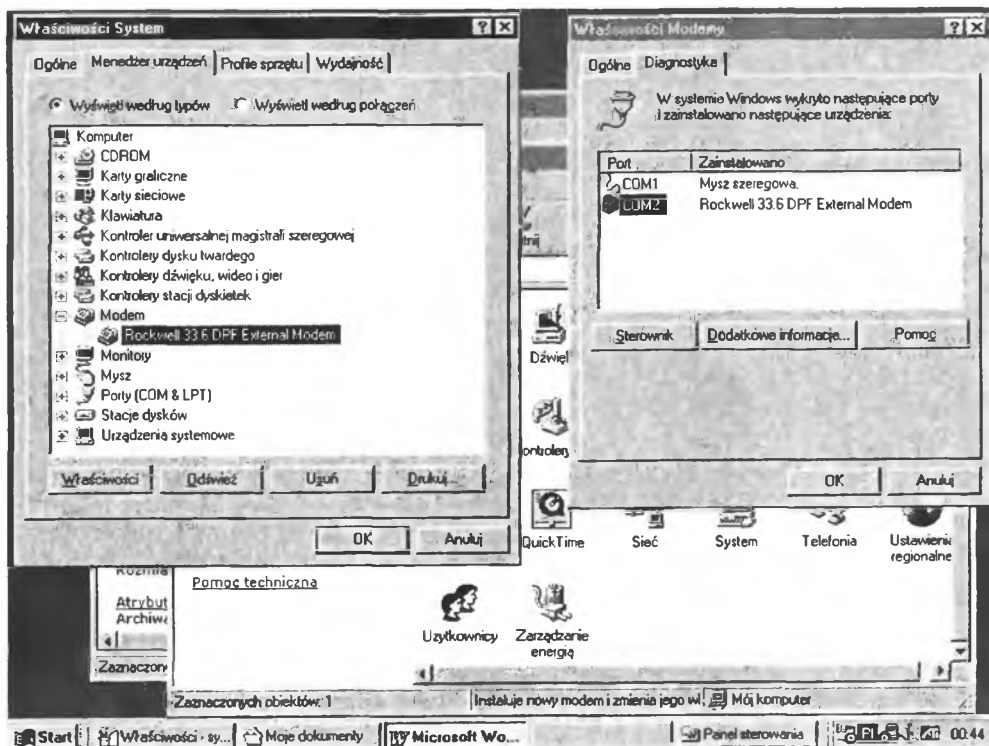 Właściwości System
Ogólne
Menedżer urządzeń
Profile sprzętu
Wydajność
Wyświetl według typów
Wyświetl według połączeń
Komputer
CDROM
Karty graficzne
Karty sieciowe
Klawiatura
Kontroler uniwersalnej magistrali szeregowej
Kontrolery dysku twardego
Kontrolery dźwięku, wideo i gier
Kontrolery stacji dyskietek
Modem
Rockwell 33.6 DPF External Modem
Monitory
Mysz
Porty (COM & LPT)
Stacje dysków
Urządzenia systemowe
Właściwości
Odśwież
Usuń
Drukuj...
OK
Anuluj
Właściwości Modemy
Ogólne
Diagnostyka
W systemie Windows wykryto następujące porty
i zainstalowano następujące urządzenia:
Port
Zainstalowano
COM1
Mysz szeregowa.
COM2
Rockwell 33.6 DPF External Modem
Sterownik
Dodatkowe informacje...
Pomoc
OK
Anuluj
Dźwięl
ontrolery
QuickTime
Sieć
System
Telefonia
Ustawienia
regionalne
Pomoc techniczna
Atrybut
Archiwa
Użytkownicy
Zarządzanie
energią
Zaznaczon
Zaznaczonych obiektów: 1
Instaluje nowy modem i zmienia jego wł
Mój komputer
Start
Właściwości - sy...
Moje dokumenty
Microsoft Wo...
Panel sterowania
00:44